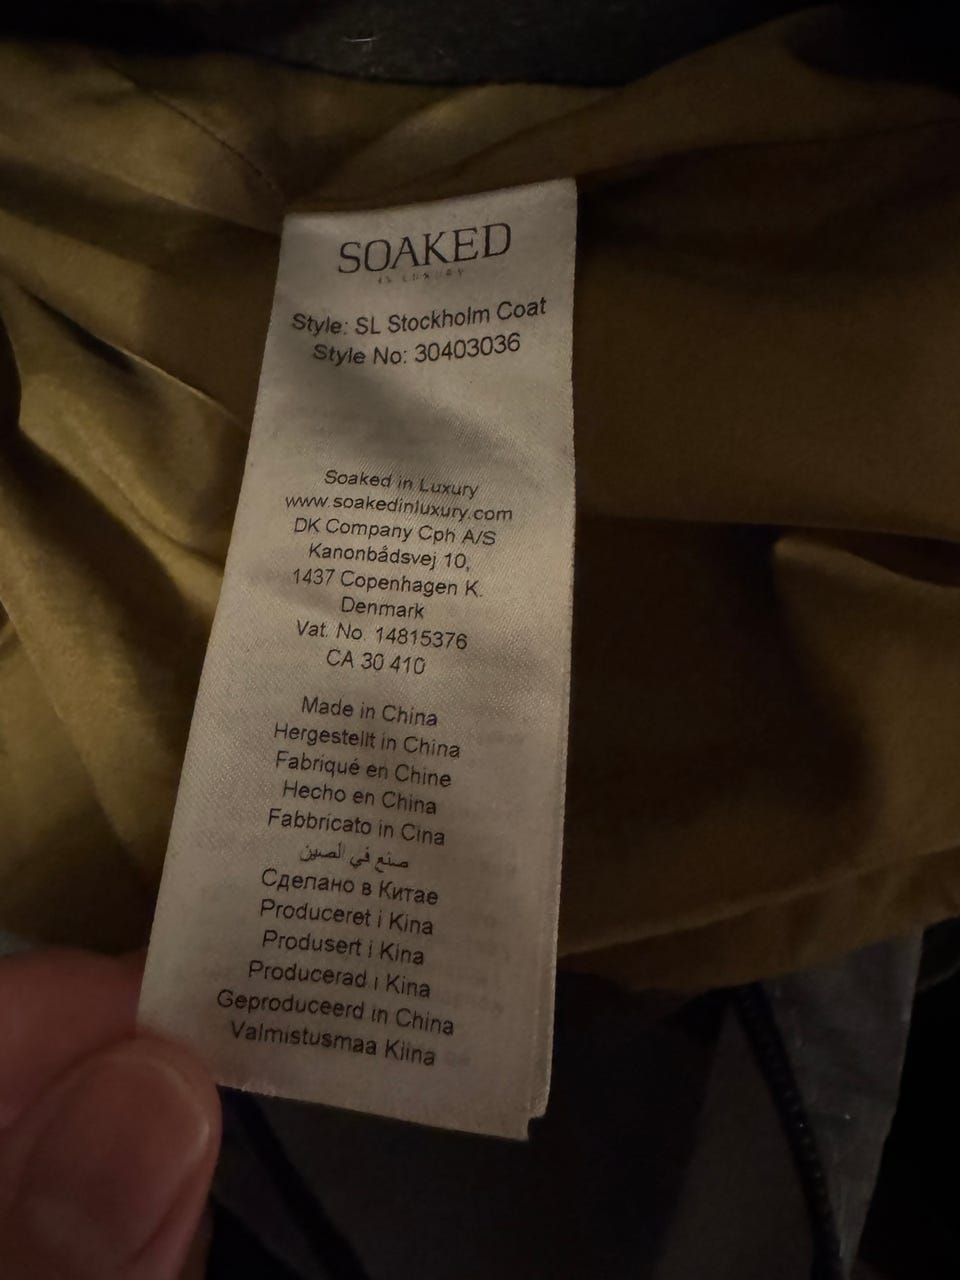 SOAKED
IN LUXURY
Style: SL Stockholm Coat
Style No: 30403036
Soaked in Luxury
www.soakedinluxury.com
DK Company Cph A/S
Kanonbådsvej 10,
1437 Copenhagen K.
Denmark
Vat. No. 14815376
CA 30 410
Made in China
Hergestellt in China
Fabriqué en Chine
Hecho en China
Fabbricato in Cina
صنع في الصين
Сделано в Китае
Produceret i Kina
Produsert i Kina
Producerad i Kina
Geproduceerd in China
Valmistusmaa Kiina